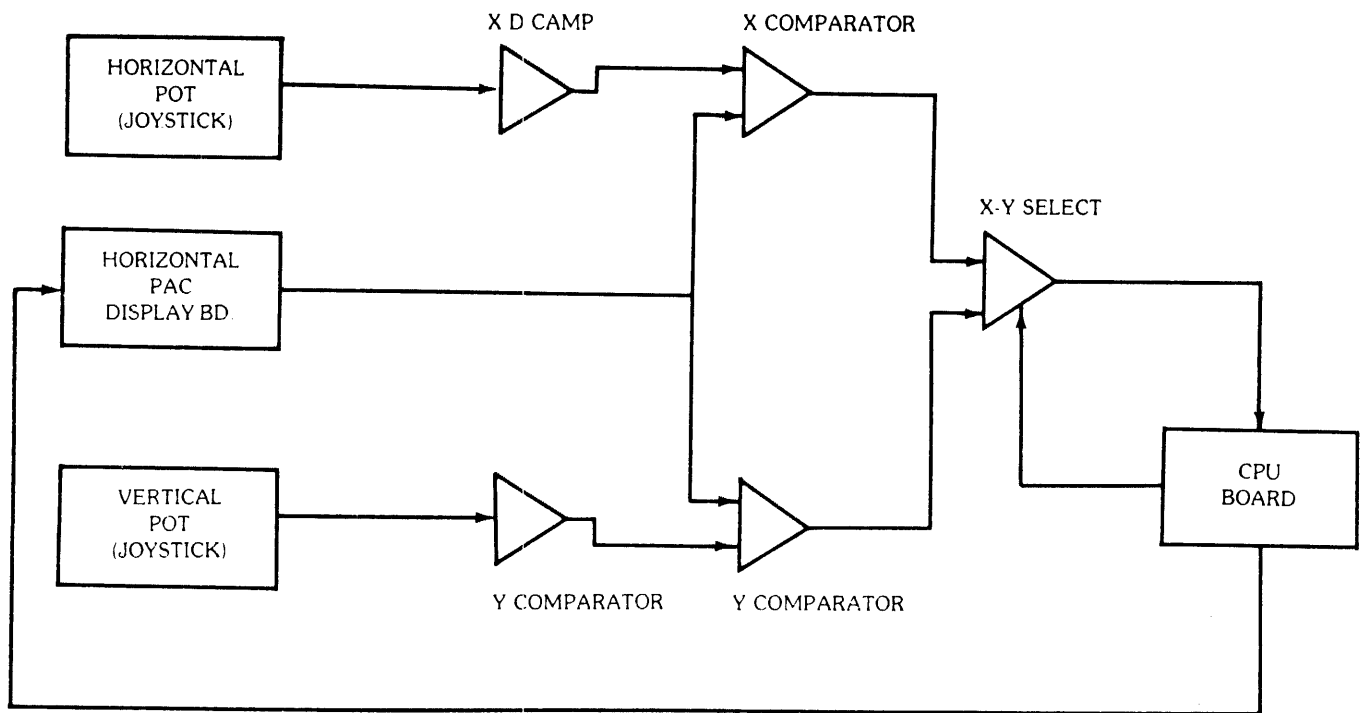 X D CAMP
X COMPARATOR
HORIZONTAL
POT
(JOYSTICK)
X-Y SELECT
HORIZONTAL
PAC
DISPLAY BD.
CPU
BOARD
VERTICAL
POT
(JOYSTICK)
Y COMPARATOR
Y COMPARATOR